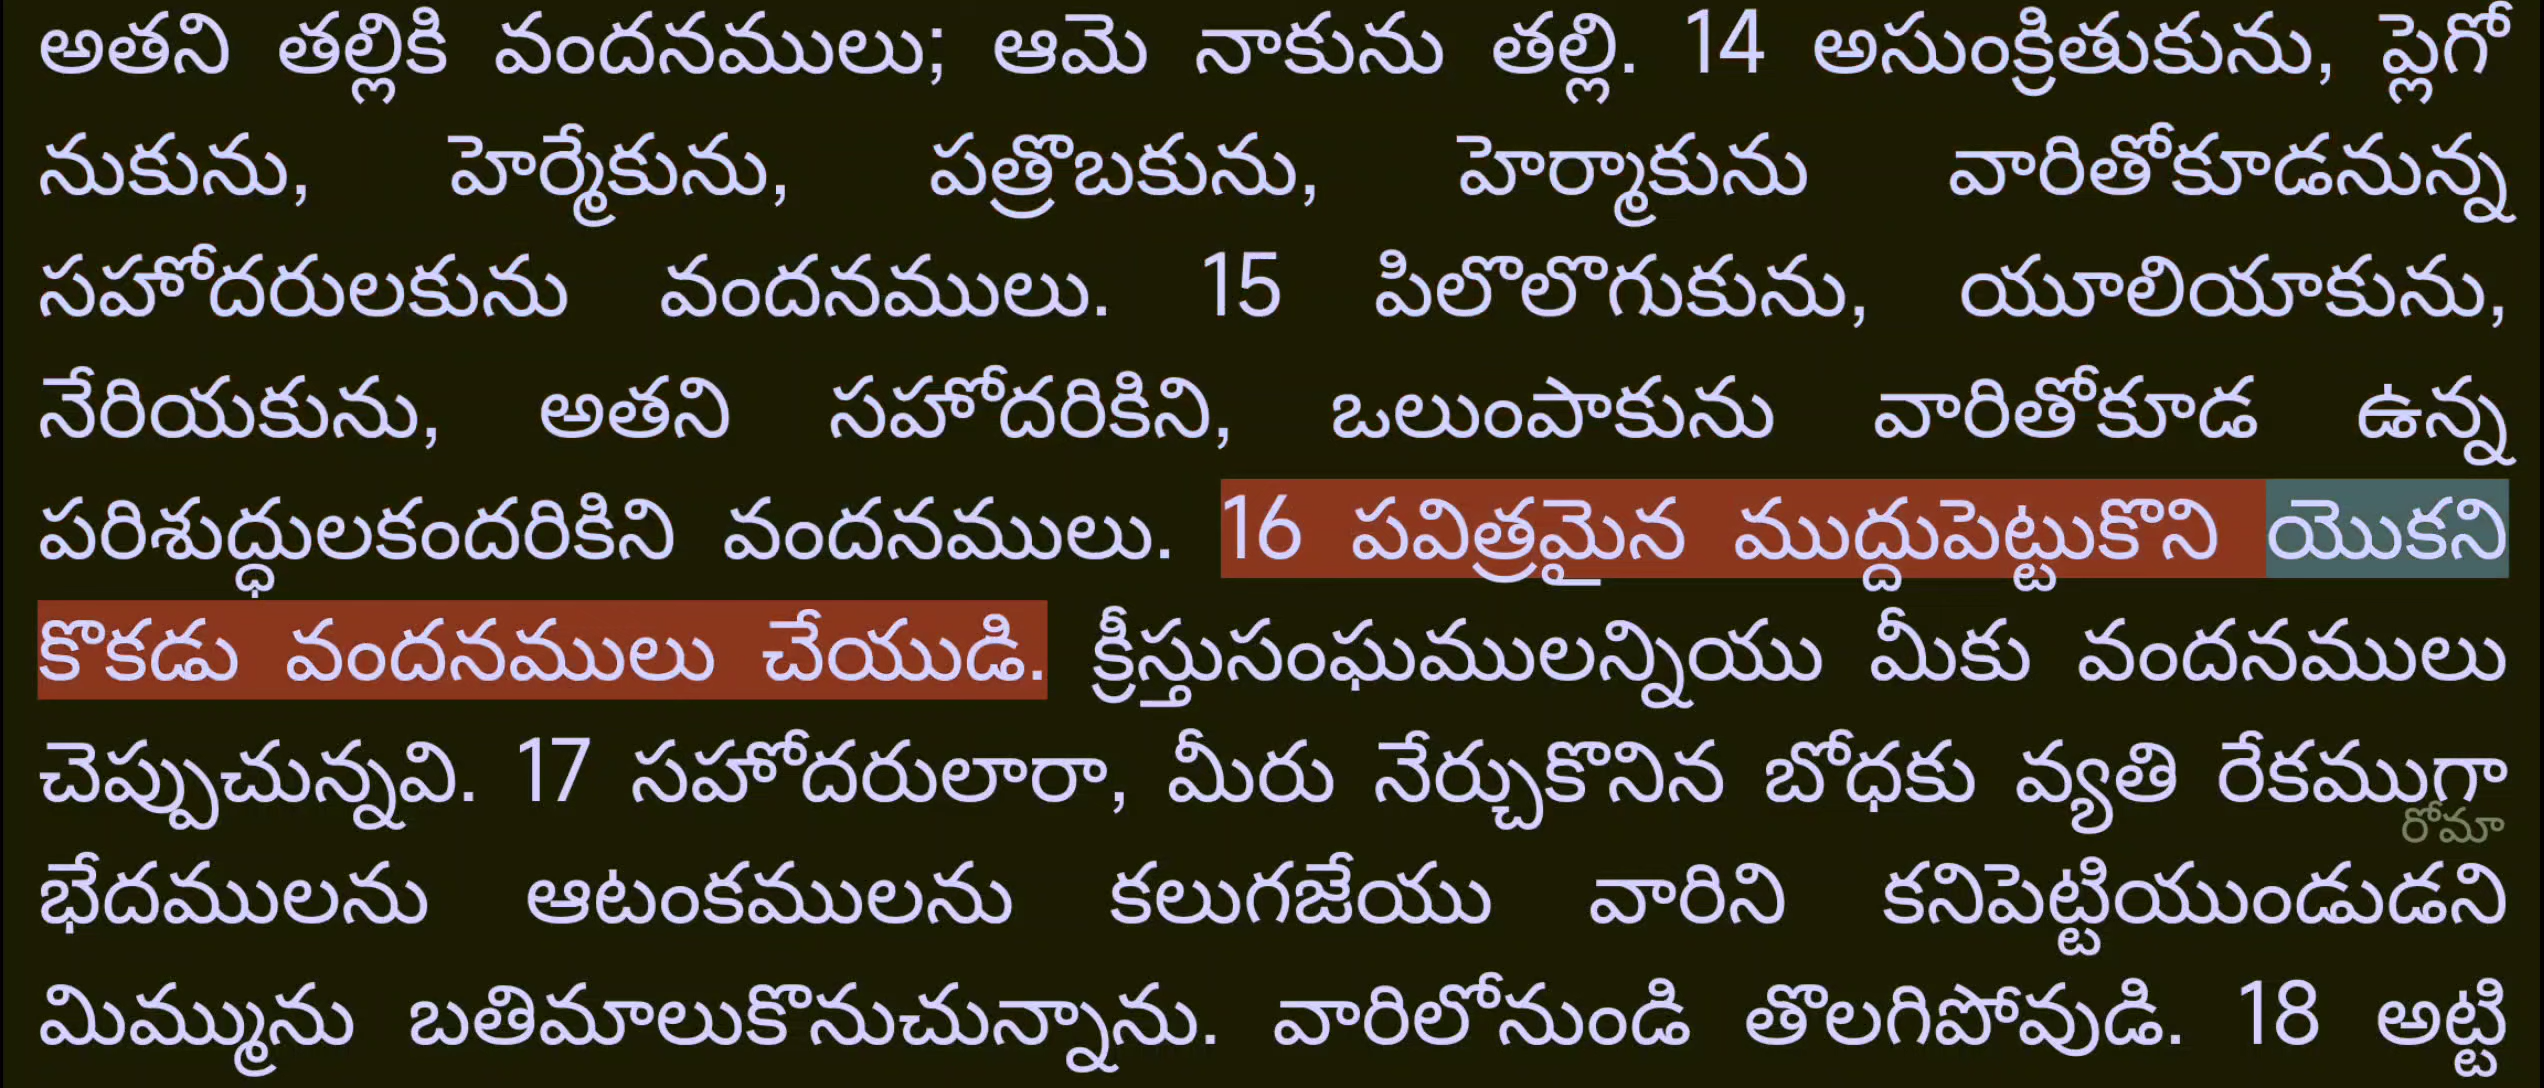 అతని తల్లికి వందనములు; ఆమె నాకును తల్లి. 14 అసుంక్రితుకును, ప్లెగో
నుకును, హెర్మేకును, పత్రొబకును, హెర్మాకును వారితోకూడనున్న
సహోదరులకును వందనములు. 15 పిలొలొగుకును, యూలియాకును,
నేరియకును, అతని సహోదరికిని, ఒలుంపాకును వారితోకూడ ఉన్న
పరిశుద్ధులకందరికిని వందనములు. 16 పవిత్రమైన ముద్దుపెట్టుకొని యొకని
కొకడు వందనములు చేయుడి. క్రీస్తుసంఘములన్నియు మీకు వందనములు
చెప్పుచున్నవి. 17 సహోదరులారా, మీరు నేర్చుకొనిన బోధకు వ్యతి రేకముగా
రోమా
భేదములను ఆటంకములను కలుగజేయు వారిని కనిపెట్టియుండుడని
మిమ్మును బతిమాలుకొనుచున్నాను. వారిలోనుండి తొలగిపోవుడి. 18 అట్టి